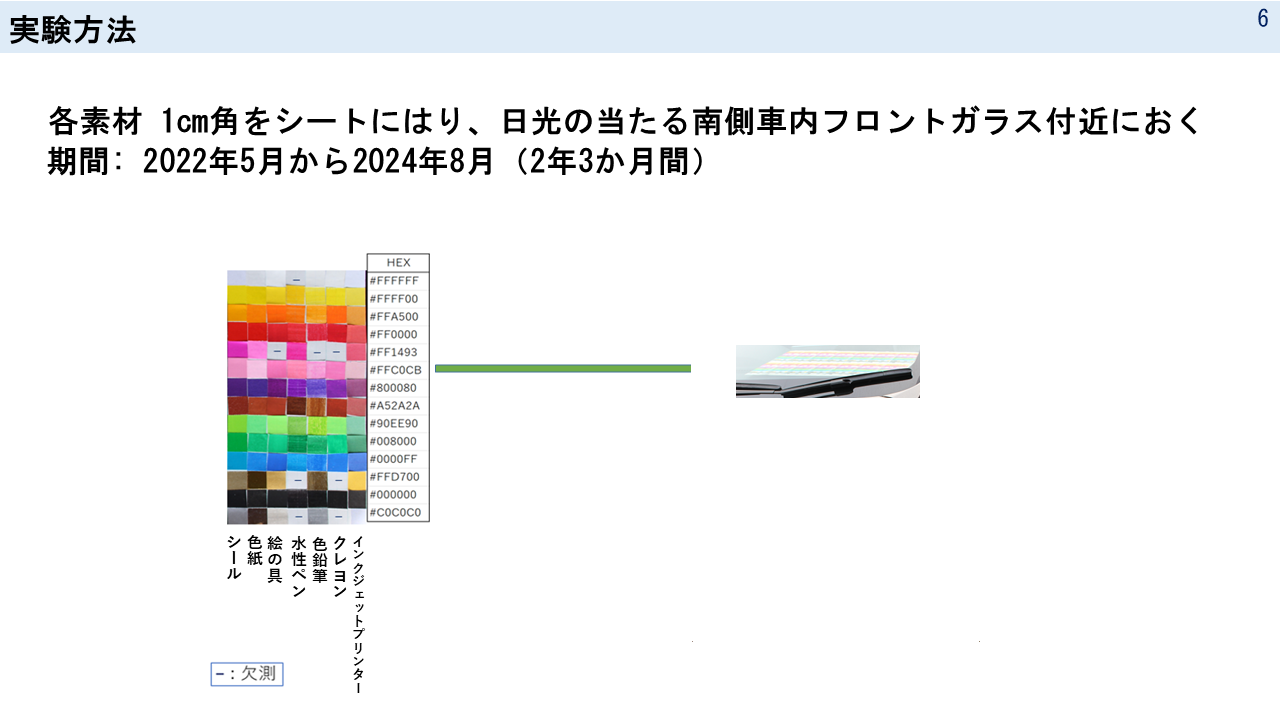 実験方法
6
各素材 1cm角をシートにはり、日光の当たる南側車内フロントガラス付近におく
期間: 2022年5月から2024年8月（2年3か月間）
HEX
#FFFFFF
#FFFF00
#FFA500
#FF0000
#FF1493
#FFC0CB
#800080
#A52A2A
#90EE90
#008000
#0000FF
#FFD700
#000000
#C0C0C0
シール
色紙
絵の具
水性ペン
色鉛筆
クレヨン
インクジェットプリンター
−：欠測